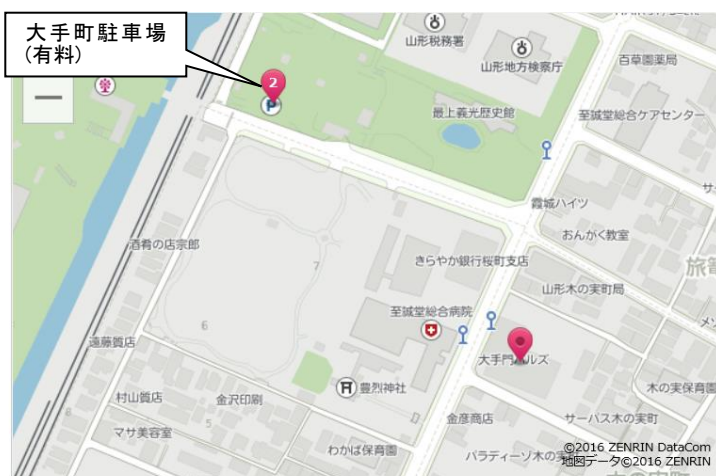 大手町駐車場
(有料)
山形税務署
山形地方検察庁
百草園薬局
2
P
最上義光歴史館
至誠堂総合ケアセンター
霞城ハイツ
おんがく教室
酒肴の店宗郎
きらやか銀行桜町支店
7
山形木の実町局
至誠堂総合病院
6
遠藤質店
大手門パルズ
豊烈神社
木の実保育園
村山質店
金沢印刷
金彦商店
サーパス木の実町
マサ美容室
5
わかば保育園
パラディーゾ木の実
©2016 ZENRIN DataCom
地図データ©2016 ZENRIN